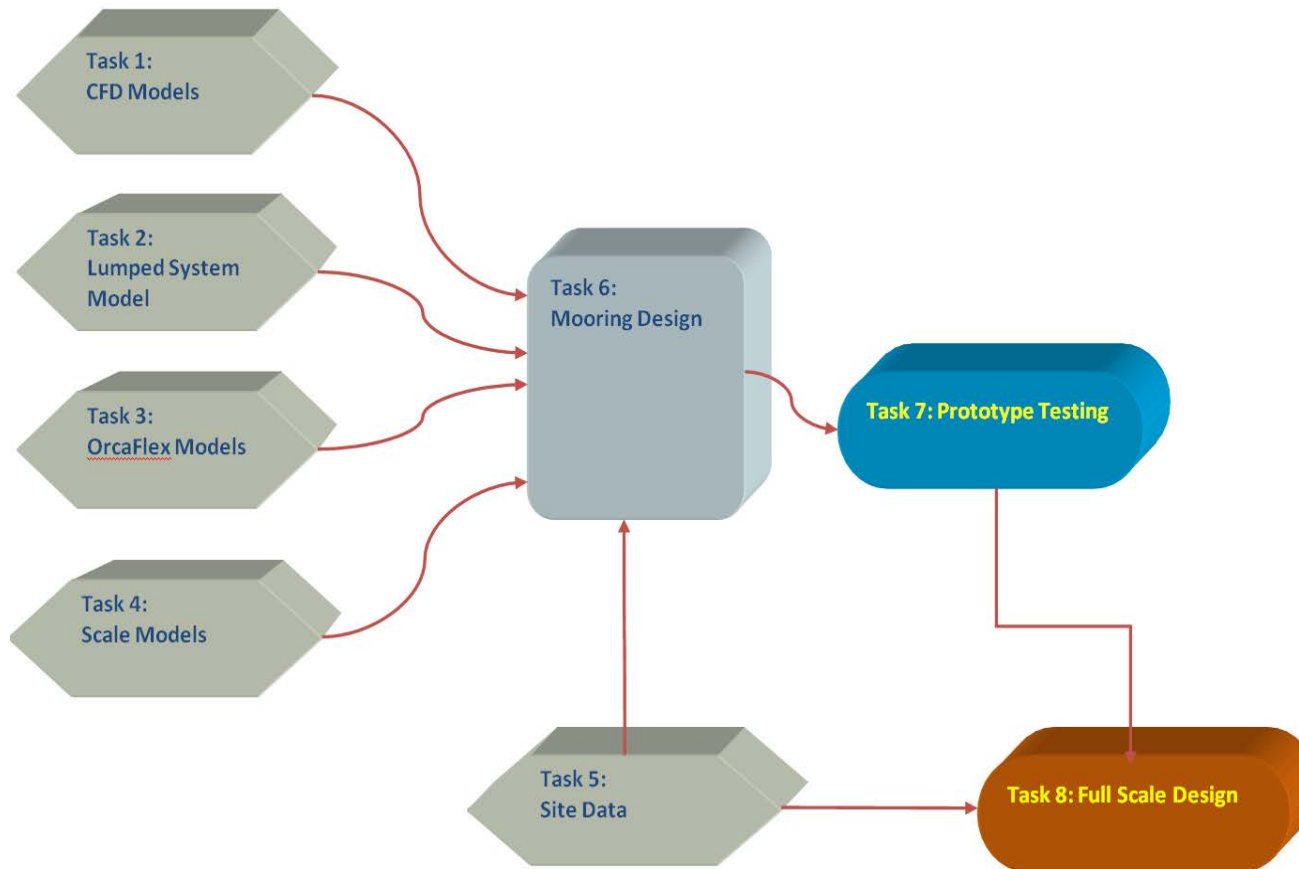 Task 1:
CFD Models
Task 2:
Lumped System
Model
Task 3:
OrcaFlex Models
Task 4:
Scale Models
Task 5:
Site Data
Task 6:
Mooring Design
Task 7: Prototype Testing
Task 8: Full Scale Design